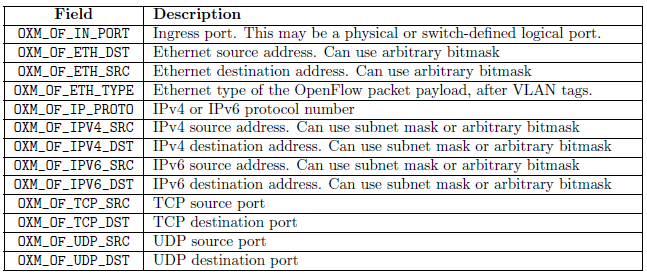 Field Description
OXM_OF_IN_PORT Ingress port. This may be a physical or switch-defined logical port.
OXM_OF_ETH_DST Ethernet source address. Can use arbitrary bitmask
OXM_OF_ETH_SRC Ethernet destination address. Can use arbitrary bitmask
OXM_OF_ETH_TYPE Ethernet type of the OpenFlow packet payload, after VLAN tags.
OXM_OF_IP_PROTO IPv4 or IPv6 protocol number
OXM_OF_IPV4_SRC IPv4 source address. Can use subnet mask or arbitrary bitmask
OXM_OF_IPV4_DST IPv4 destination address. Can use subnet mask or arbitrary bitmask
OXM_OF_IPV6_SRC IPv6 source address. Can use subnet mask or arbitrary bitmask
OXM_OF_IPV6_DST IPv6 destination address. Can use subnet mask or arbitrary bitmask
OXM_OF_TCP_SRC TCP source port
OXM_OF_TCP_DST TCP destination port
OXM_OF_UDP_SRC UDP source port
OXM_OF_UDP_DST UDP destination port